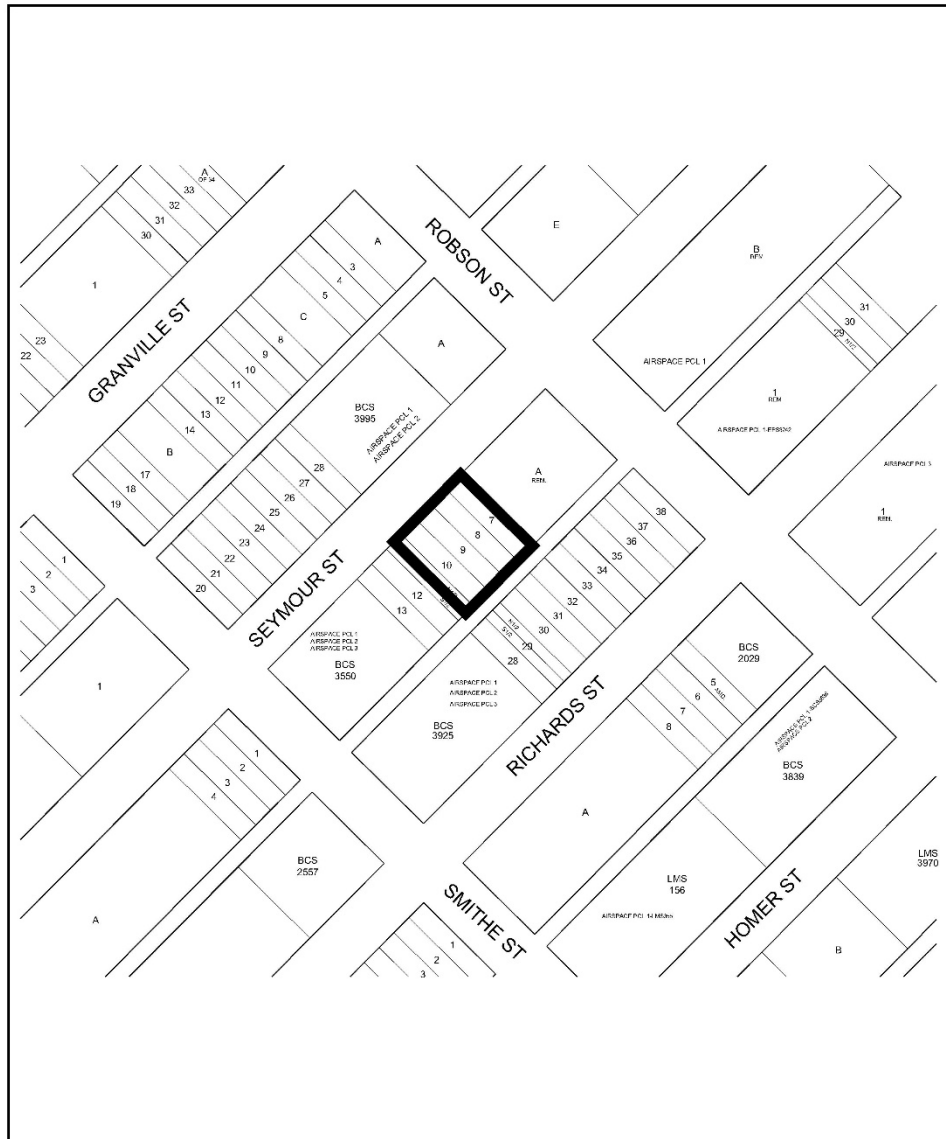 A
OF 34
33
32
31
30
1
23
22
GRANVILLE ST
A
3
4
5
C
8
9
10
11
12
13
14
B
17
18
19
ROBSON ST
E
B
REM
AIRSPACE PCL 1
31
30
29
1
REM
A
BCS
3995
AIRSPACE PCL 1
AIRSPACE PCL 2
28
27
26
25
24
23
22
21
20
A
REM.
7
8
9
10
12
13
AIRSPACE PCL 3
1
REM.
38
37
36
35
34
33
32
31
30
29
28
SEYMOUR ST
AIRSPACE PCL 1
AIRSPACE PCL 2
AIRSPACE PCL 3
BCS
3550
AIRSPACE PCL 1
AIRSPACE PCL 2
AIRSPACE PCL 3
BCS
3925
RICHARDS ST
1
2
3
1
BCS
2029
5
AMD.
6
7
8
A
BCS
3839
LMS
156
LMS
3970
HOMER ST
B
1
2
3
4
A
BCS
2557
SMITHE ST
1
2
3